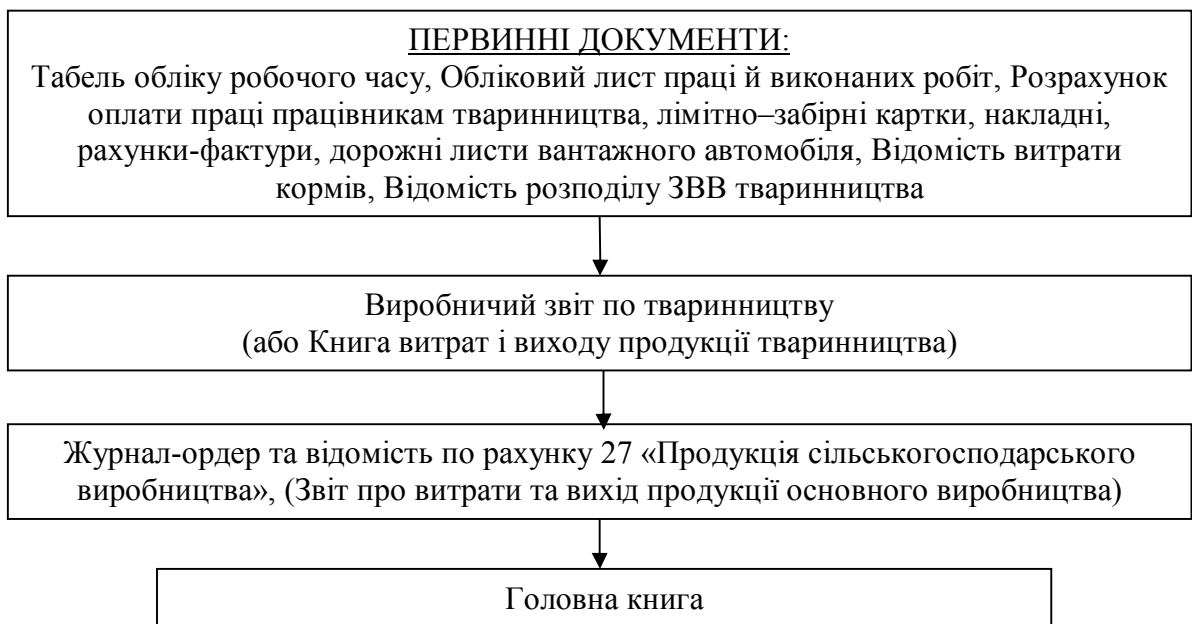 ПЕРВИННІ ДОКУМЕНТИ:
Табель обліку робочого часу, Обліковий лист праці й виконаних робіт, Розрахунок
оплати праці працівникам тваринництва, лімітно–забірні картки, накладні,
рахунки-фактури, дорожні листи вантажного автомобіля, Відомість витрати
кормів, Відомість розподілу ЗВВ тваринництва
Виробничий звіт по тваринництву
(або Книга витрат і виходу продукції тваринництва)
Журнал-ордер та відомість по рахунку 27 «Продукція сільськогосподарського
виробництва», (Звіт про витрати та вихід продукції основного виробництва)
Головна книга